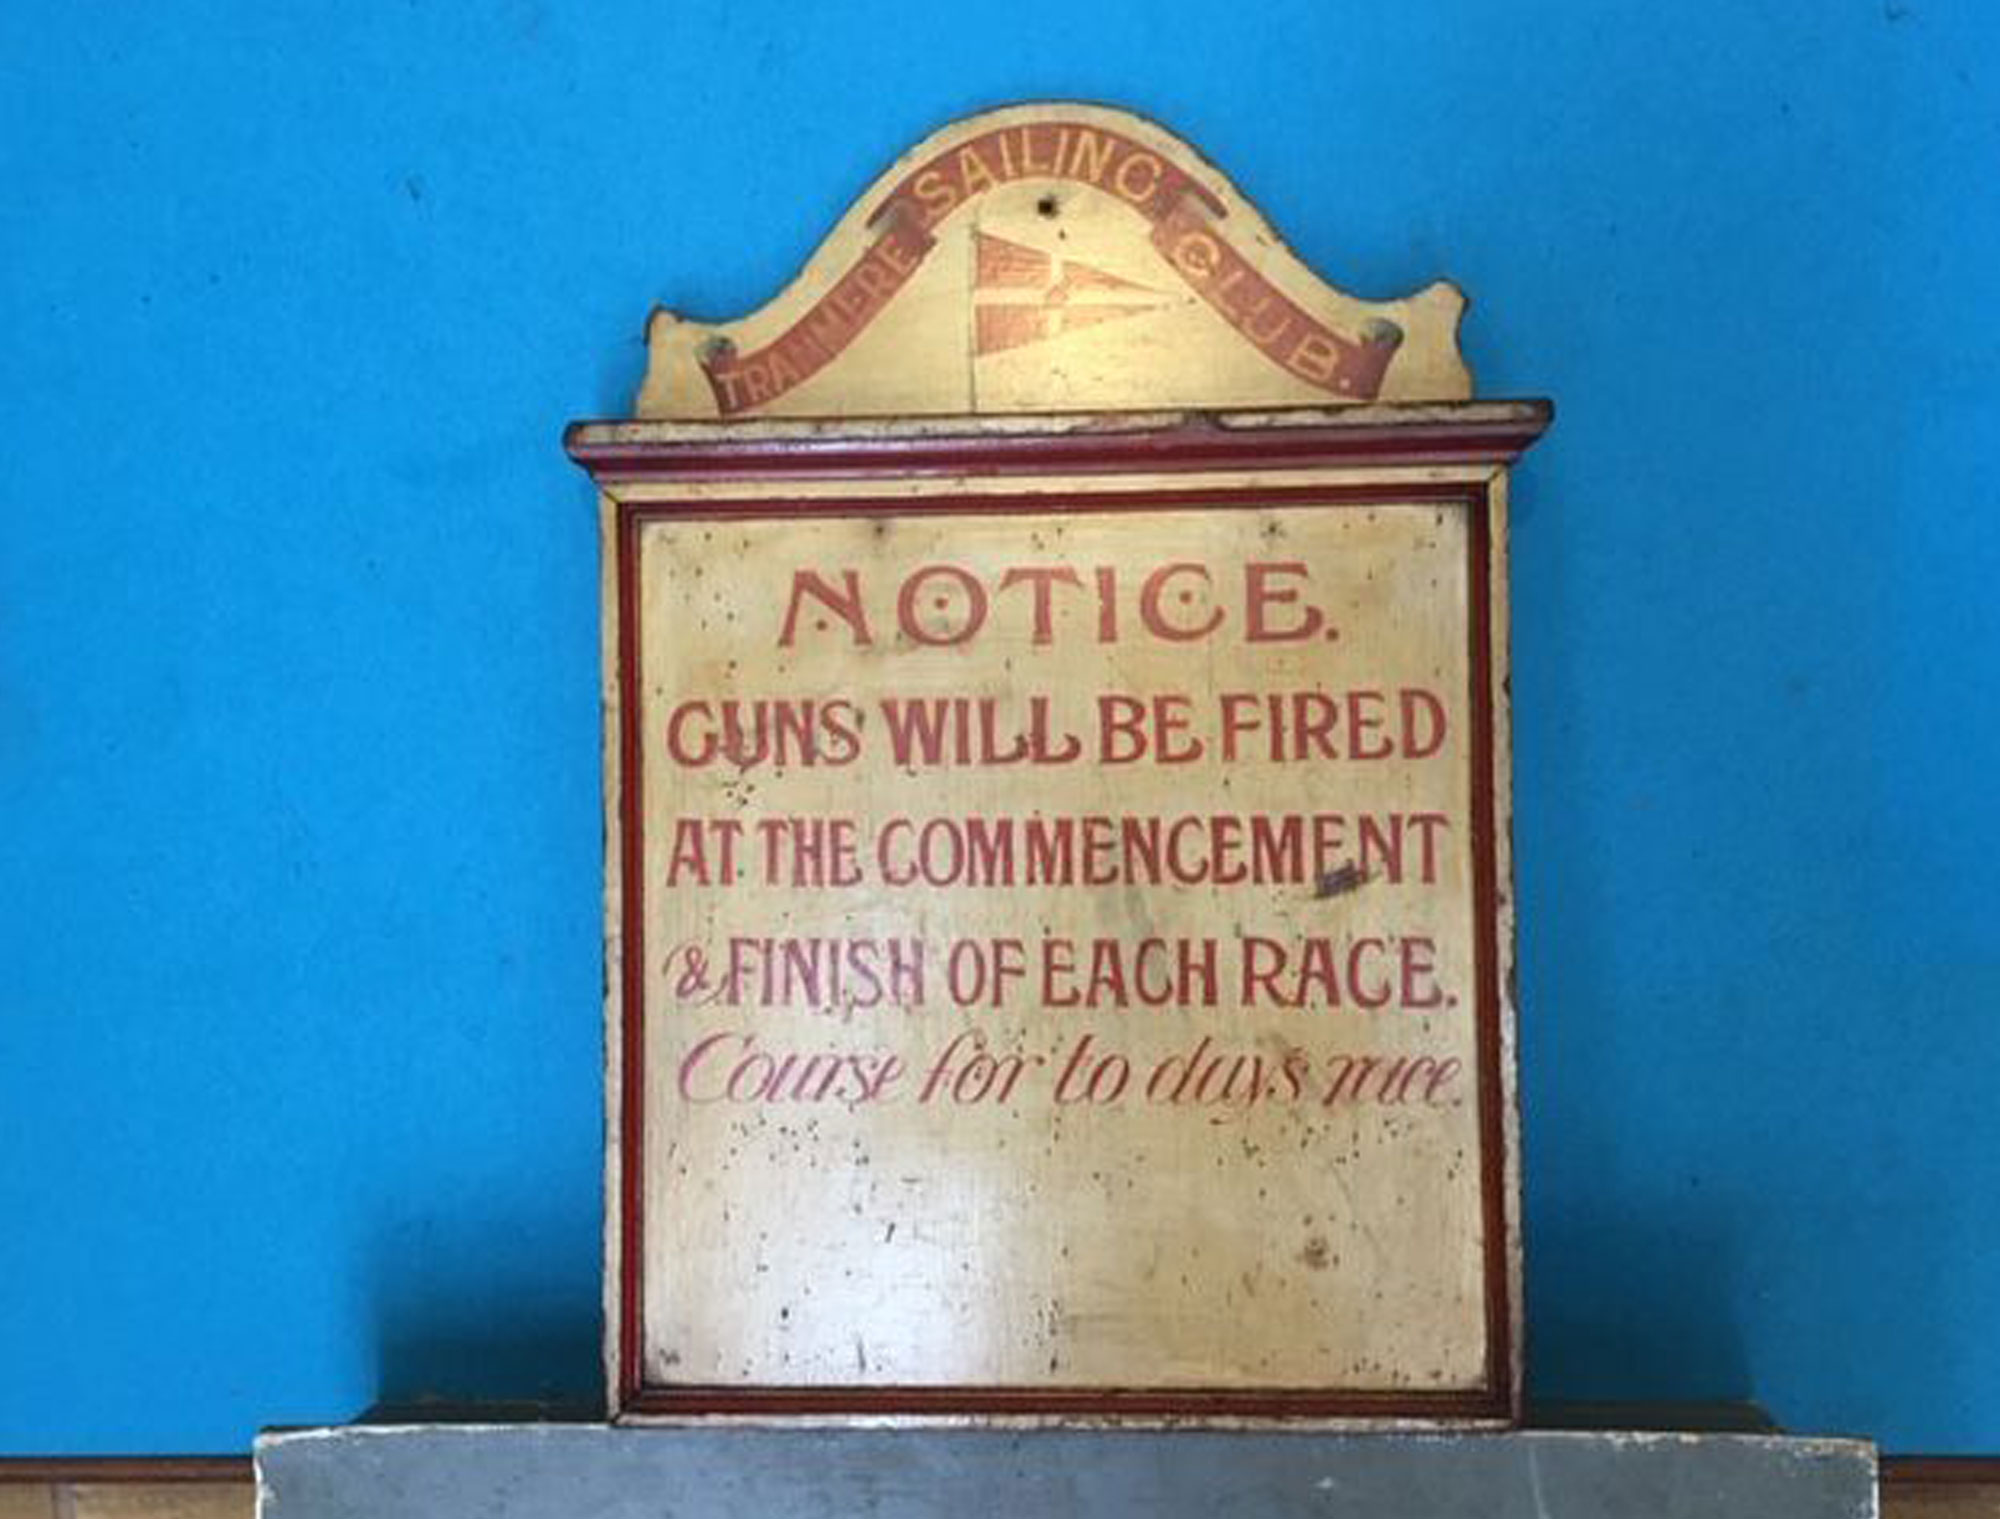 TRANMERE SAILING CLUB.
NOTICE.
GUNS WILL BE FIRED
AT THE COMMENCEMENT
& FINISH OF EACH RACE.
Course for to days race.